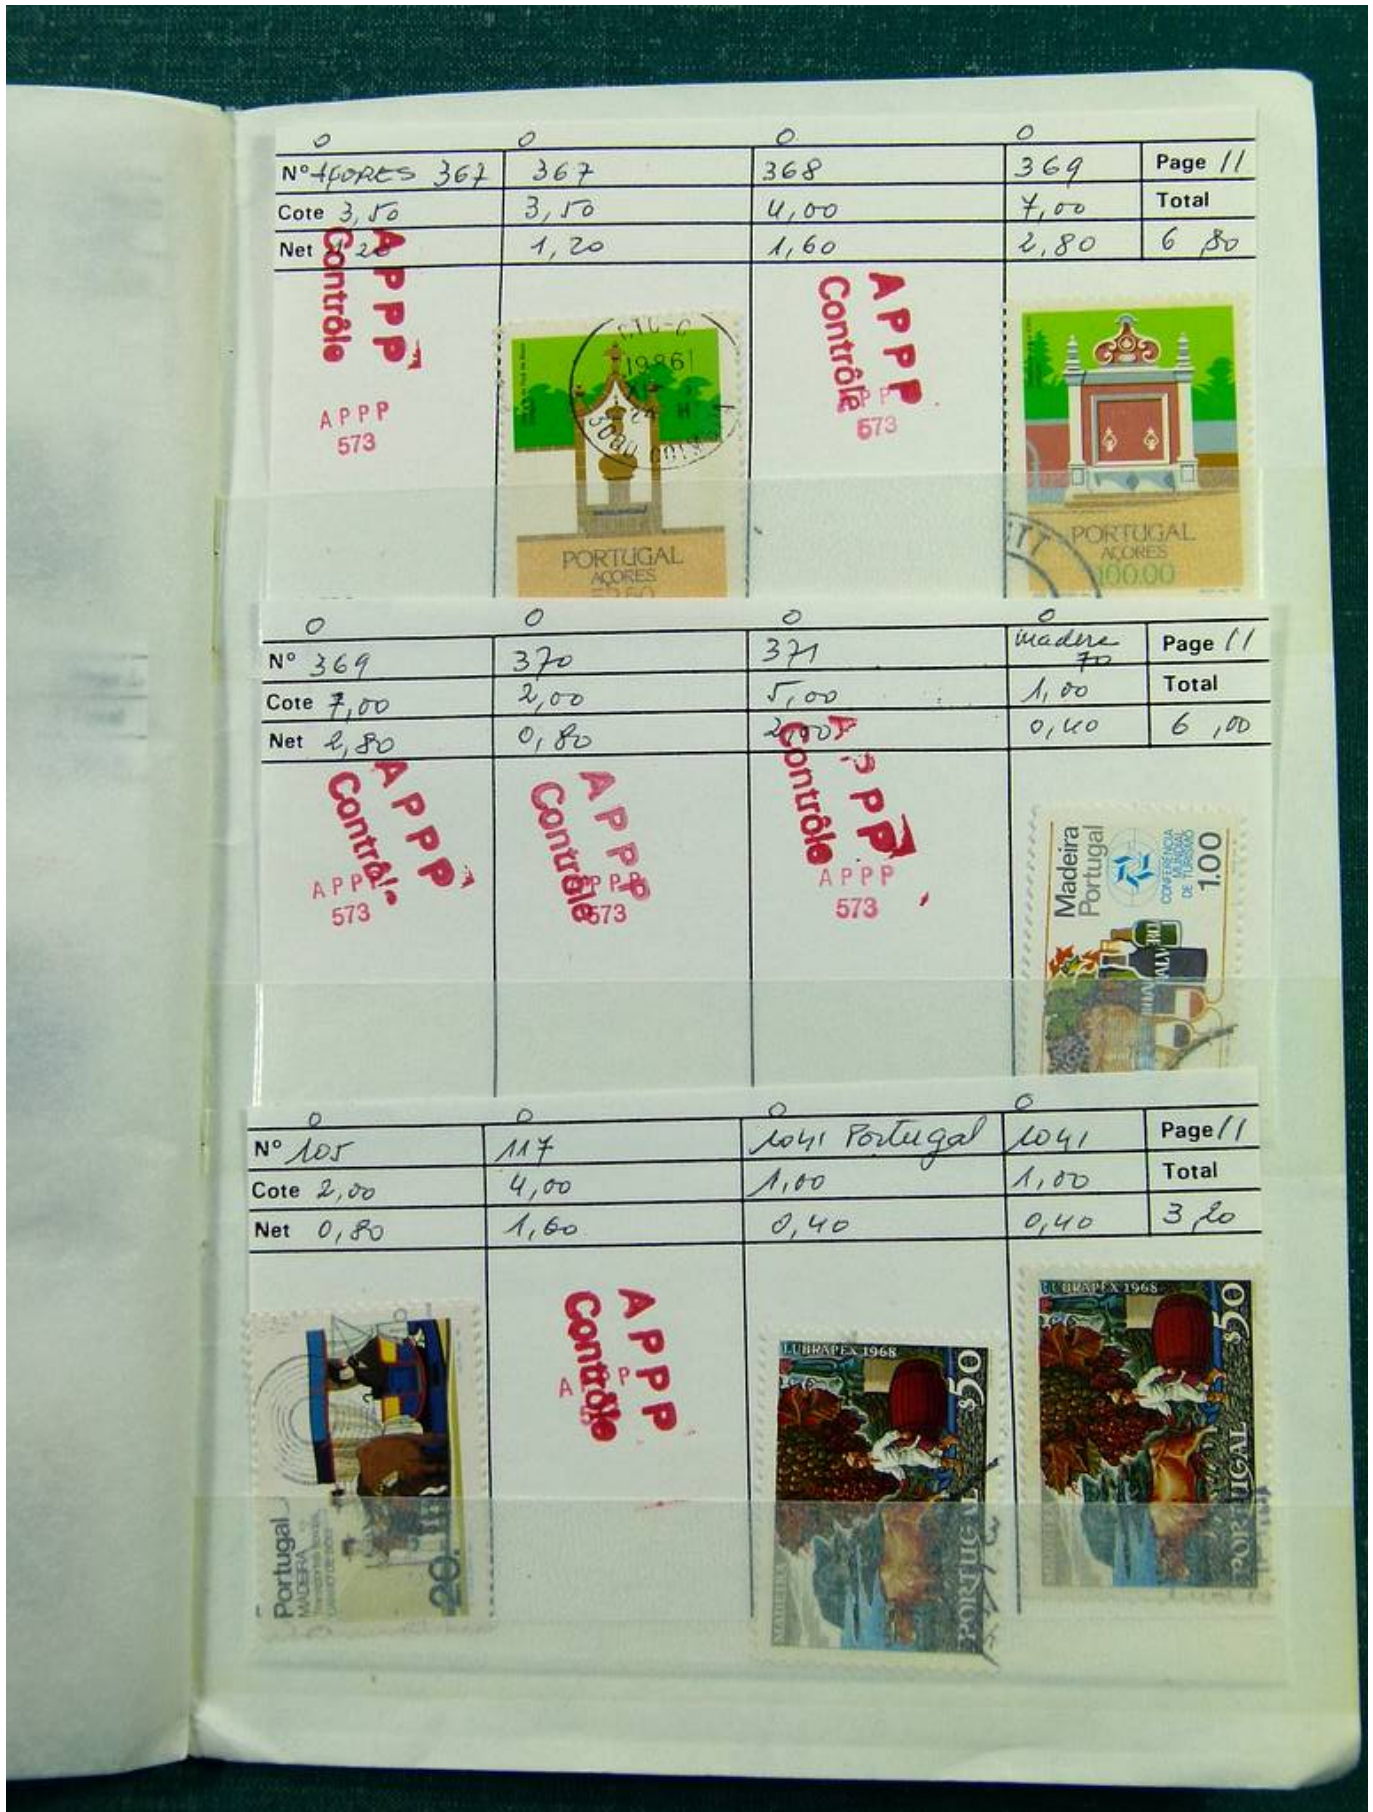 0 0 0 0
N° AÇORES 367 367 368 369 Page 11
Cote 3,50 3,50 4,00 7,00 Total
Net 1,20 1,20 1,60 2,80 6,80
APPP
Contrôle
APPP
573
1986
PORTUGAL
AÇORES
APPP
Contrôle
573
PORTUGAL
AÇORES
100.00
0 0 0 0
N° 369 370 371 madere 70 Page 11
Cote 7,00 2,00 5,00 1,00 Total
Net 2,80 0,80 2,00 0,40 6,00
APPP
Contrôle
APPP
573
APPP
Contrôle
573
APPP
Contrôle
APPP
573
Madeira
Portugal
CONFERÊNCIA
MUNDIAL
DE TURISMO
1.00
0 0 0 0
N° 105 117 1041 Portugal 1041 Page 11
Cote 2,00 4,00 1,00 1,00 Total
Net 0,80 1,60 0,40 0,40 3,20
Portugal
MADEIRA
20.
APPP
Contrôle
LUBRAPEX 1968
$50
MADEIRA
PORTUGAL
LUBRAPEX 1968
$50
PORTUGAL